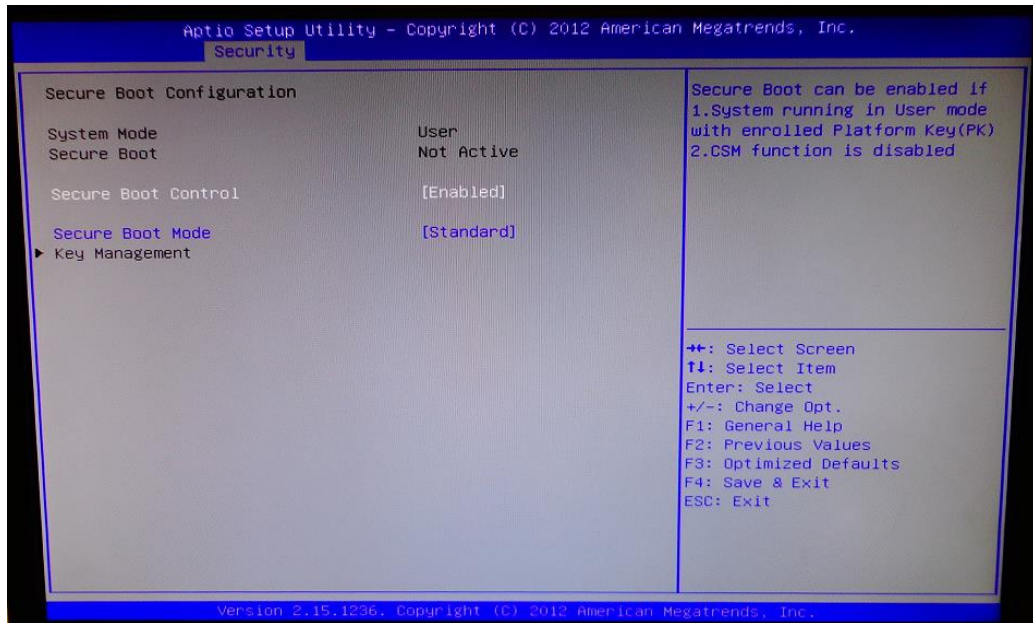 Aptio Setup Utility – Copyright (C) 2012 American Megatrends, Inc.
Security
Secure Boot Configuration
System Mode User
Secure Boot Not Active
Secure Boot Control [Enabled]
Secure Boot Mode [Standard]
▶ Key Management
Secure Boot can be enabled if
1.System running in User mode
with enrolled Platform Key(PK)
2.CSM function is disabled
→←: Select Screen
↑↓: Select Item
Enter: Select
+/-: Change Opt.
F1: General Help
F2: Previous Values
F3: Optimized Defaults
F4: Save & Exit
ESC: Exit
Version 2.15.1236. Copyright (C) 2012 American Megatrends, Inc.